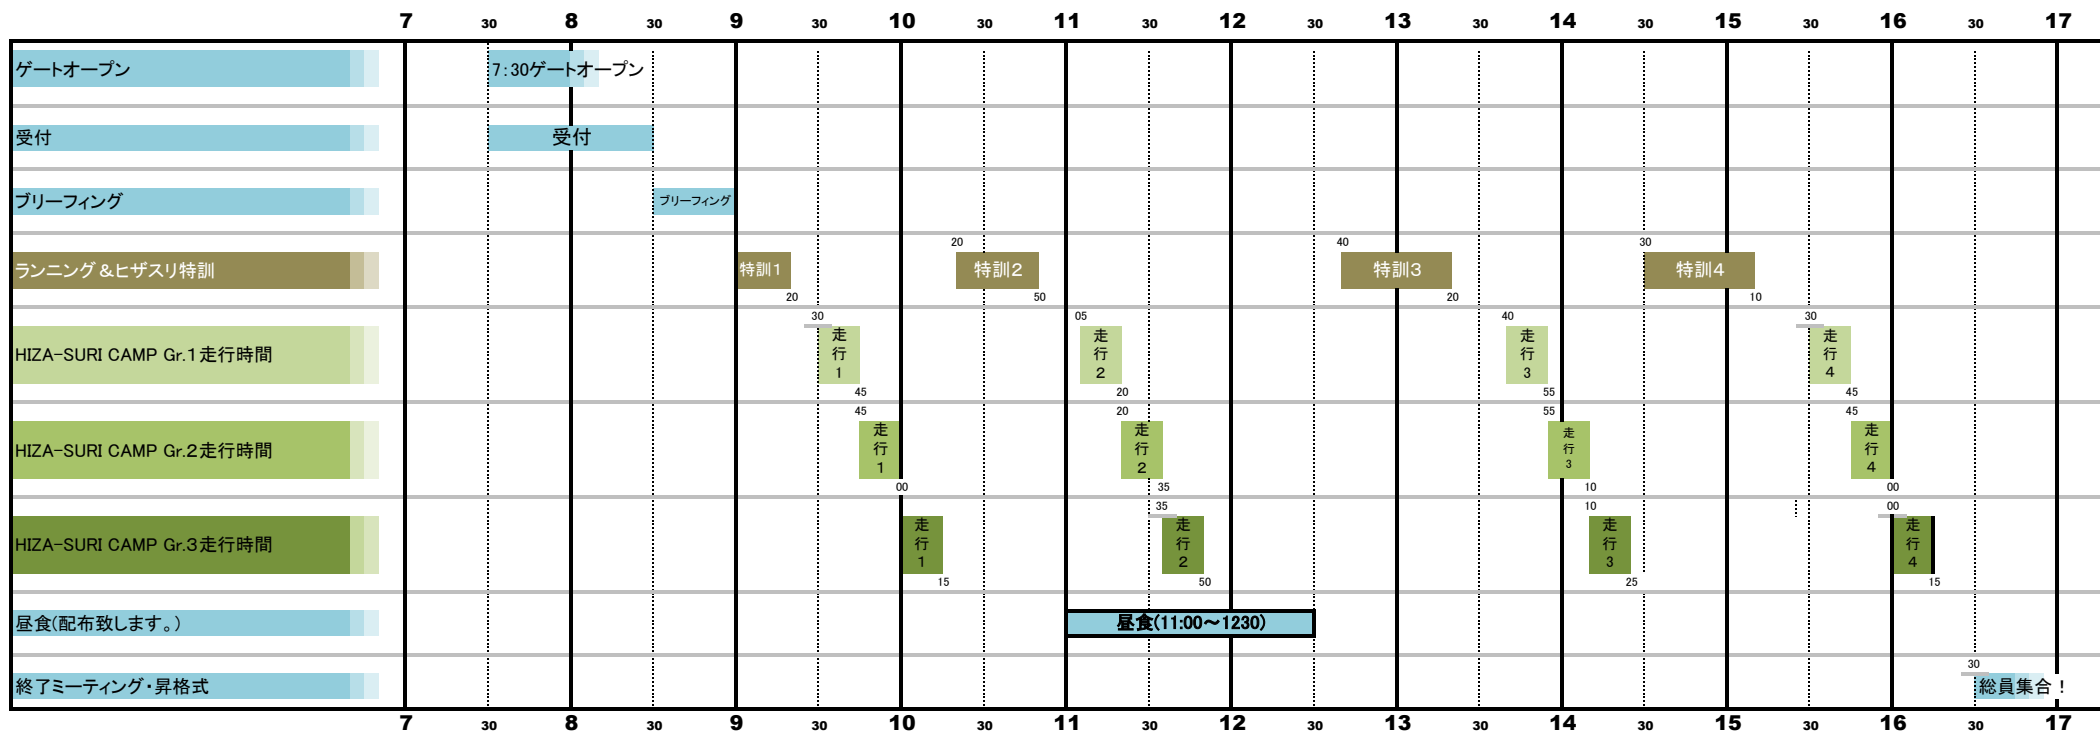 7 30 8 30 9 30 10 30 11 30 12 30 13 30 14 30 15 30 16 30 17
ゲートオープン 7:30ゲートオープン
受付 受付
ブリーフィング ブリーフィング
20 40 30
ランニング&ヒザスリ特訓 特訓1 特訓2 特訓3 特訓4
20 50 20 10
30 05 40 30
HIZA-SURI CAMP Gr.1走行時間 走行1 走行2 走行3 走行4
45 20 55 45
45 20 55 45
HIZA-SURI CAMP Gr.2走行時間 走行1 走行2 走行3 走行4
00 35 10 00
35 10 00
HIZA-SURI CAMP Gr.3走行時間 走行1 走行2 走行3 走行4
15 50 25 15
昼食(配布致します。) 昼食(11:00~1230)
30
終了ミーティング・昇格式 総員集合!
7 30 8 30 9 30 10 30 11 30 12 30 13 30 14 30 15 30 16 30 17